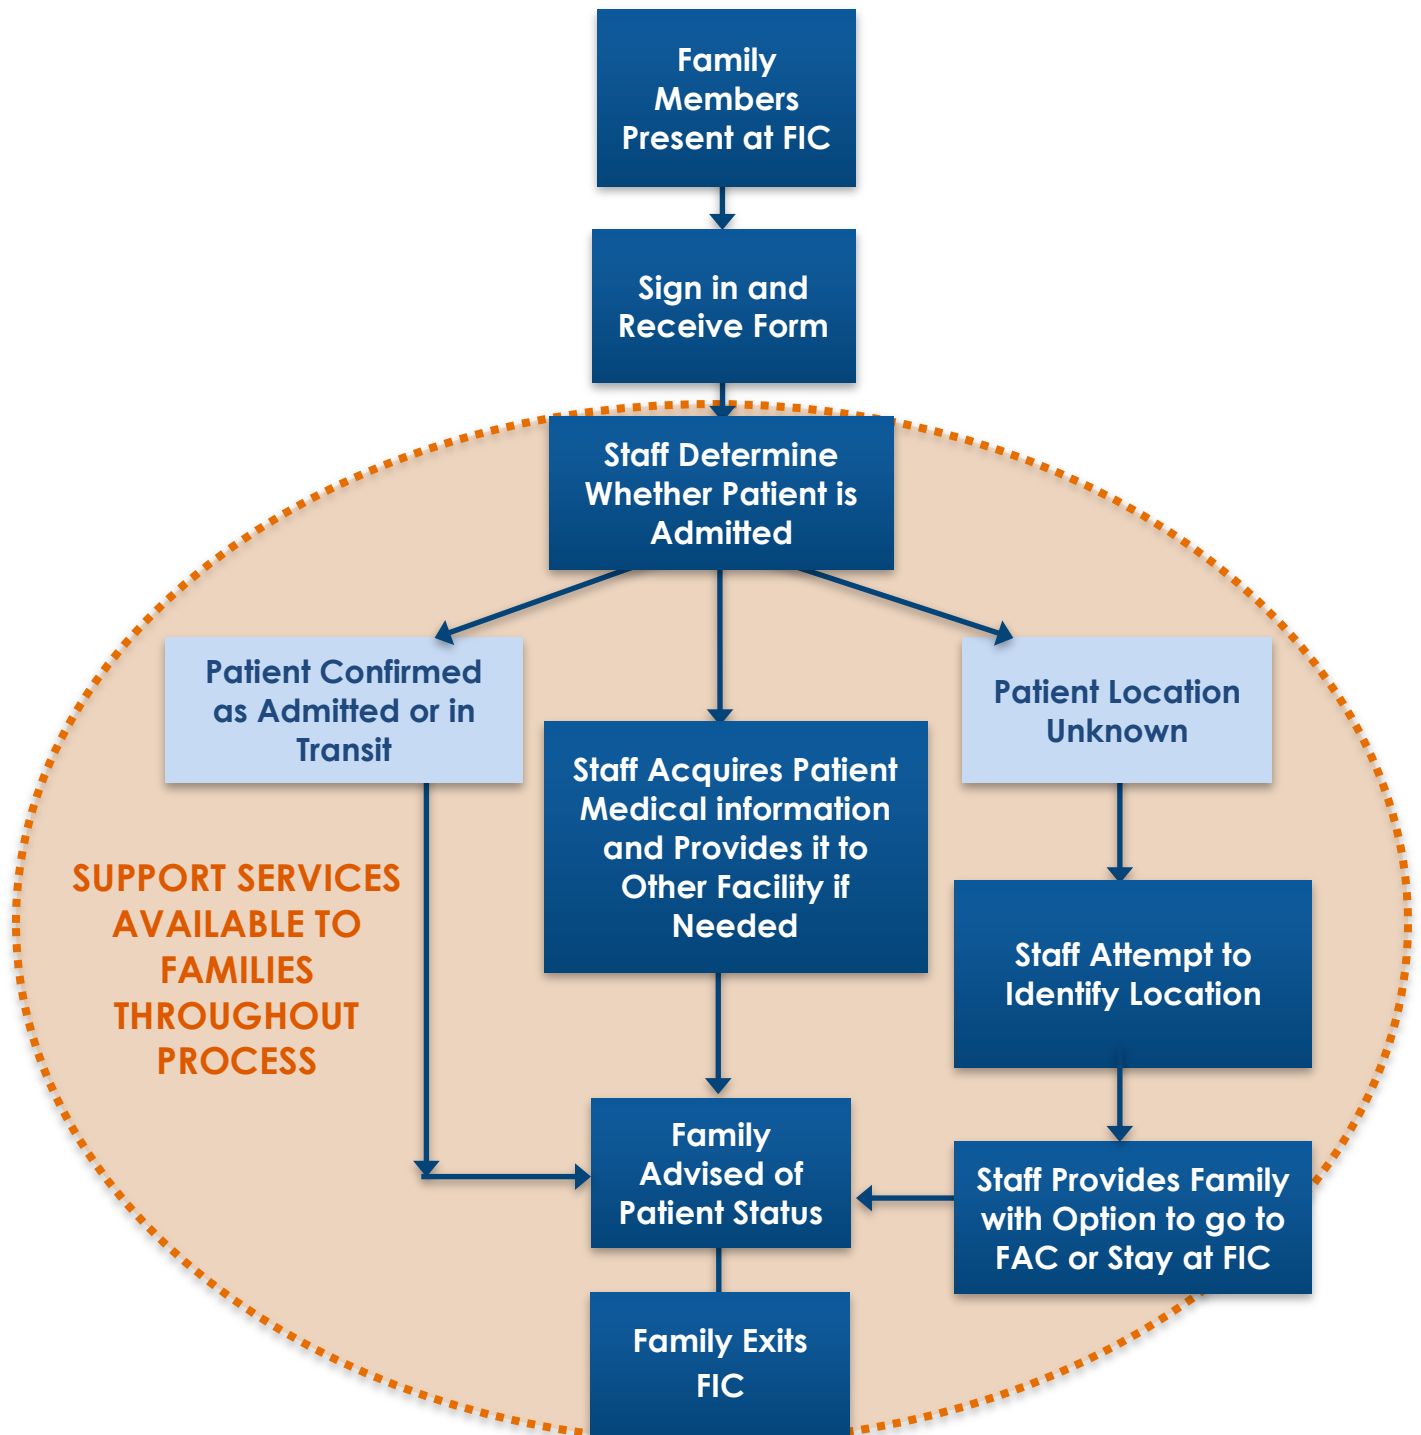 Family
Members
Present at FIC
Sign in and
Receive Form
Staff Determine
Whether Patient is
Admitted
Patient Confirmed
as Admitted or in
Transit
Staff Acquires Patient
Medical information
and Provides it to
Other Facility if
Needed
Patient Location
Unknown
SUPPORT SERVICES
AVAILABLE TO
FAMILIES
THROUGHOUT
PROCESS
Staff Attempt to
Identify Location
Family
Advised of
Patient Status
Staff Provides Family
with Option to go to
FAC or Stay at FIC
Family Exits
FIC